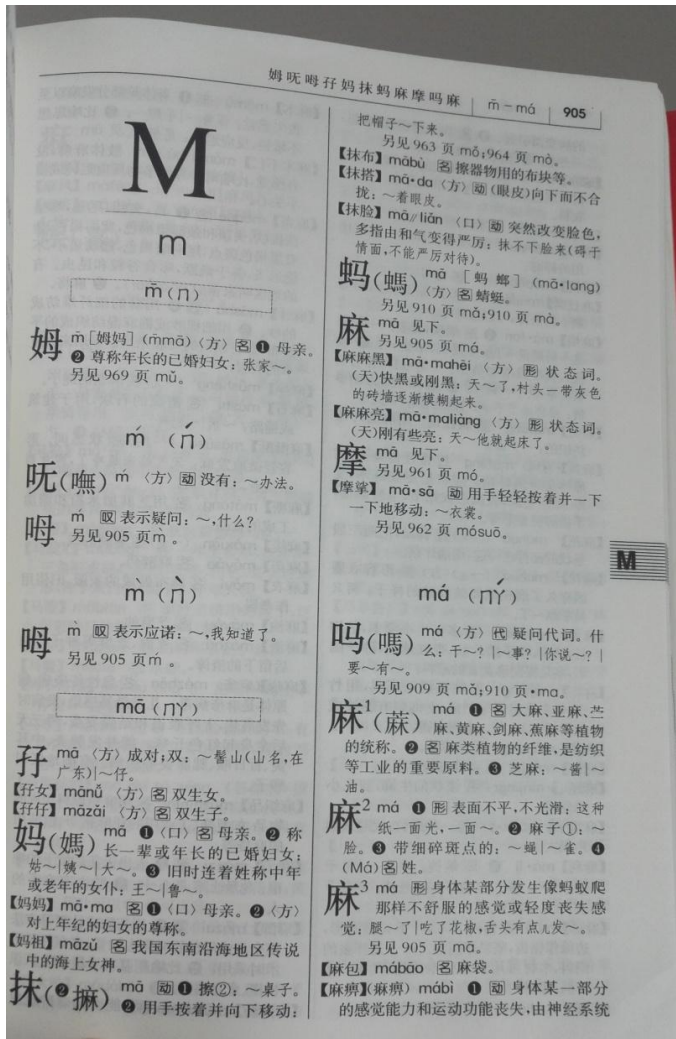 姆呒呣孖妈抹蚂麻摩吗麻 m̄－má 905
M
m
m̄(ㄇ)
姆 m̄［姆妈］(m̄mā)〈方〉名❶ 母亲。
❷ 尊称年长的已婚妇女：张家～。
另见969 页 mǔ。
ḿ (ㄇˊ)
呒(嘸) ḿ 〈方〉动没有：～办法。
呣 ḿ 叹表示疑问：～，什么？
另见 905 页m̀。
m̀ (ㄇˋ)
呣 m̀ 叹表示应诺：～，我知道了。
另见 905 页ḿ。
mā (ㄇㄚ)
孖 mā 〈方〉成对；双：～髻山(山名，在
广东)|～仔。
【孖女】mānǚ 〈方〉名双生女。
【孖仔】māzǎi 〈方〉名双生子。
妈(媽) mā ❶〈口〉名母亲。❷ 称
长一辈或年长的已婚妇女：
姑～|姨～|大～。❸ 旧时连着姓称中年
或老年的女仆：王～|鲁～。
【妈妈】mā·ma 名❶〈口〉母亲。❷〈方〉
对上年纪的妇女的尊称。
【妈祖】māzǔ 名我国东南沿海地区传说
中的海上女神。
抹(❷擵) mā 动❶ 擦②：～桌子。
❷ 用手按着并向下移动：
把帽子～下来。
另见963 页 mǒ;964 页 mò。
【抹布】mābù 名擦器物用的布块等。
【抹搭】mā·da〈方〉动(眼皮)向下而不合
拢：～着眼皮。
【抹脸】mā//liǎn〈口〉动突然改变脸色，
多指由和气变得严厉：抹不下脸来(碍于
情面，不能严厉对待)。
蚂(螞) mā ［蚂螂］(mā·lang)
〈方〉名蜻蜓。
另见 910 页 mǎ;910 页 mà。
麻 mā 见下。
另见905 页 má。
【麻麻黑】mā·mahēi〈方〉形状态词。
(天)快黑或刚黑：天～了，村头一带灰色
的砖墙逐渐模糊起来。
【麻麻亮】mā·maliàng〈方〉形状态词。
(天)刚有些亮：天～他就起床了。
摩 mā 见下。
另见961 页 mó。
【摩挲】mā·sā 动用手轻轻按着并一下
一下地移动：～衣裳。
另见 962 页 mósuō。
M
má (ㄇㄚˊ)
吗(嗎) má〈方〉代疑问代词。什
么：干～？|～事？|你说～？|
要～有～。
另见 909 页 mǎ;910 页·ma。
麻1(蔴) má ❶名大麻、亚麻、苎
麻、黄麻、剑麻、蕉麻等植物
的统称。❷名麻类植物的纤维，是纺织
等工业的重要原料。❸ 芝麻：～酱|～
油。
麻2 má ❶形表面不平，不光滑：这种
纸一面光，一面～。❷ 麻子①：～
脸。❸ 带细碎斑点的：～蝇|～雀。❹
(Má)名姓。
麻3 má 形身体某部分发生像蚂蚁爬
那样不舒服的感觉或轻度丧失感
觉：腿～了|吃了花椒，舌头有点儿发～。
另见905 页 mā。
【麻包】mábāo 名麻袋。
【麻痹】(麻痺) mábì ❶动身体某一部分
的感觉能力和运动功能丧失，由神经系统